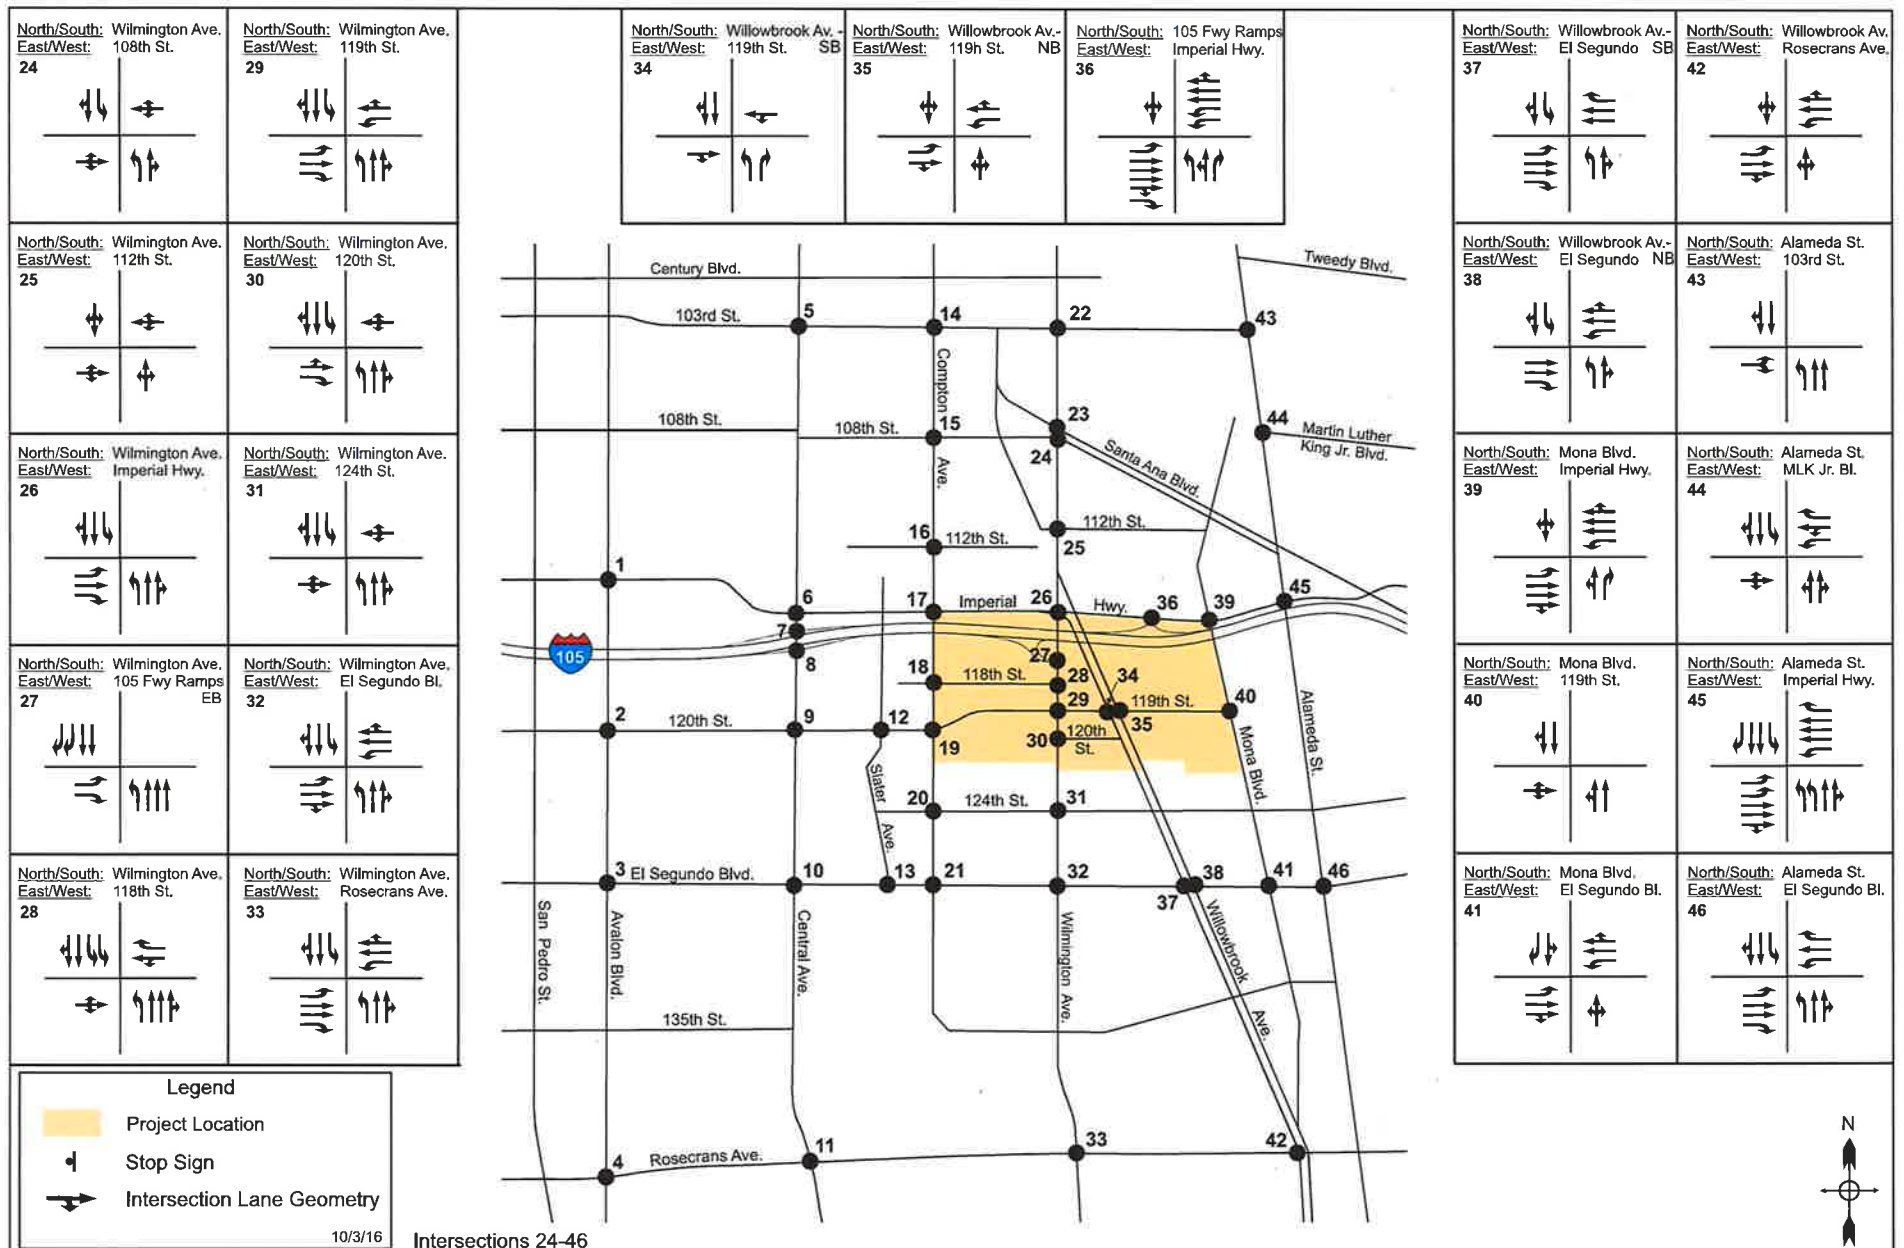 North/South: Wilmington Ave.
East/West: 108th St.
24
North/South: Wilmington Ave.
East/West: 119th St.
29
North/South: Willowbrook Av.-
East/West: 119th St. SB
34
North/South: Willowbrook Av.-
East/West: 119h St. NB
35
North/South: 105 Fwy Ramps
East/West: Imperial Hwy.
36
North/South: Willowbrook Av.-
East/West: El Segundo SB
37
North/South: Willowbrook Av.
East/West: Rosecrans Ave.
42
North/South: Wilmington Ave.
East/West: 112th St.
25
North/South: Wilmington Ave.
East/West: 120th St.
30
North/South: Willowbrook Av.-
East/West: El Segundo NB
38
North/South: Alameda St.
East/West: 103rd St.
43
North/South: Wilmington Ave.
East/West: Imperial Hwy.
26
North/South: Wilmington Ave.
East/West: 124th St.
31
North/South: Mona Blvd.
East/West: Imperial Hwy.
39
North/South: Alameda St.
East/West: MLK Jr. Bl.
44
North/South: Wilmington Ave.
East/West: 105 Fwy Ramps
27 EB
North/South: Wilmington Ave.
East/West: El Segundo Bl.
32
North/South: Mona Blvd.
East/West: 119th St.
40
North/South: Alameda St.
East/West: Imperial Hwy.
45
North/South: Wilmington Ave.
East/West: 118th St.
28
North/South: Wilmington Ave.
East/West: Rosecrans Ave.
33
North/South: Mona Blvd.
East/West: El Segundo Bl.
41
North/South: Alameda St.
East/West: El Segundo Bl.
46
Century Blvd.
Tweedy Blvd.
103rd St.
5
14
22
43
Compton
Ave.
108th St.
108th St.
15
23
24
44
Martin Luther
King Jr. Blvd.
Santa Ana Blvd.
16
112th St.
112th St.
25
1
6
7
8
17
Imperial
26
Hwy.
36
39
45
105
27
18
118th St.
28
34
29
119th St.
40
2
120th St.
9
12
19
30
120th
St.
35
Slater
Ave.
Mona Blvd.
Alameda St.
20
124th St.
31
3
El Segundo Blvd.
10
13
21
32
37
38
41
46
San Pedro St.
Avalon Blvd.
Central Ave.
Wilmington Ave.
Willowbrook
Ave.
135th St.
4
Rosecrans Ave.
11
33
42
Legend
Project Location
Stop Sign
Intersection Lane Geometry
10/3/16
Intersections 24-46
N